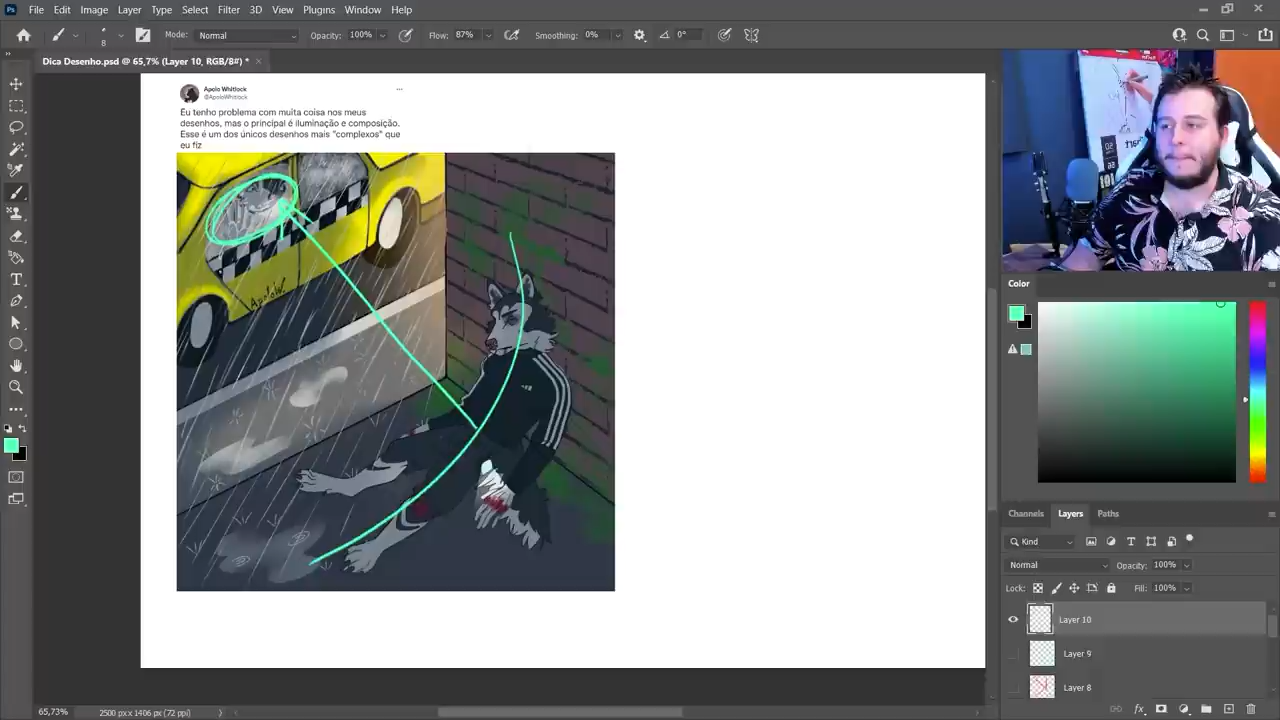 File Edit Image Layer Type Select Filter 3D View Plugins Window Help
8 Mode: Normal Opacity: 100% Flow: 87% Smoothing: 0% 0°
Dica Desenho.psd @ 65,7% (Layer 10, RGB/8#) *
Apolo Whitlock
@ApoloWhitlock
Eu tenho problema com muita coisa nos meus
desenhos, mas o principal é iluminação e composição.
Esse é um dos únicos desenhos mais "complexos" que
eu fiz
ApoloW
Color
Channels Layers Paths
Kind
Normal Opacity: 100%
Lock: Fill: 100%
Layer 10
Layer 9
Layer 8
65,73% 2500 px x 1406 px (72 ppi)